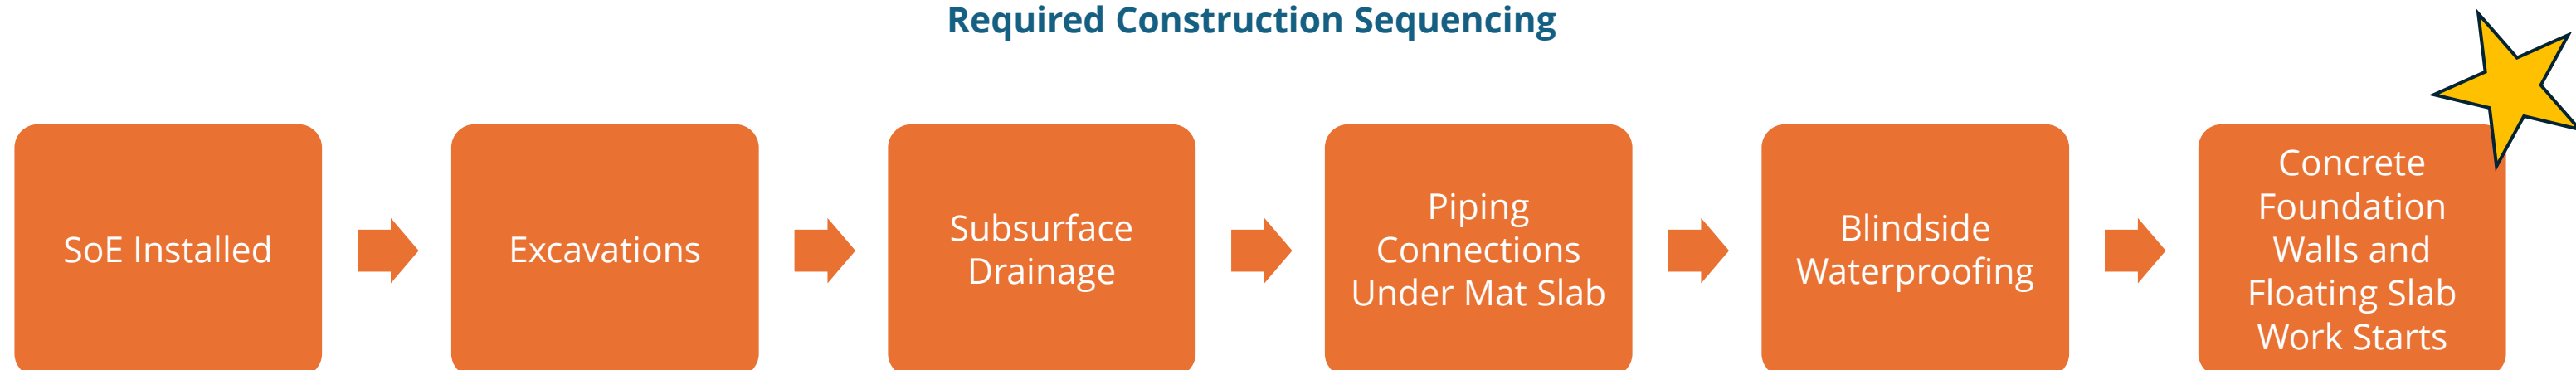 Required Construction Sequencing
SoE Installed
Excavations
Subsurface
Drainage
Piping
Connections
Under Mat Slab
Blindside
Waterproofing
Concrete
Foundation
Walls and
Floating Slab
Work Starts